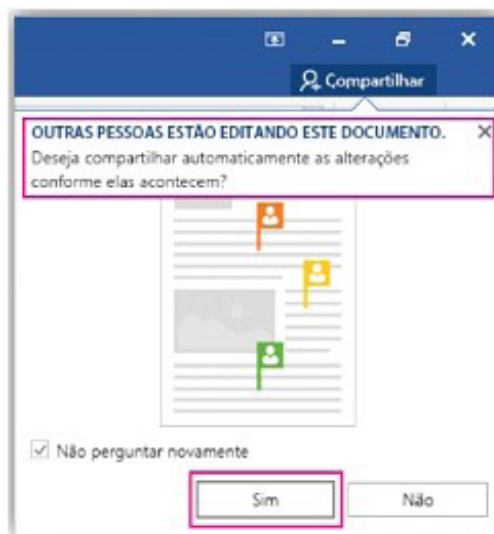 Compartilhar
OUTRAS PESSOAS ESTÃO EDITANDO ESTE DOCUMENTO.
Deseja compartilhar automaticamente as alterações
conforme elas acontecem?
Não perguntar novamente
Sim
Não